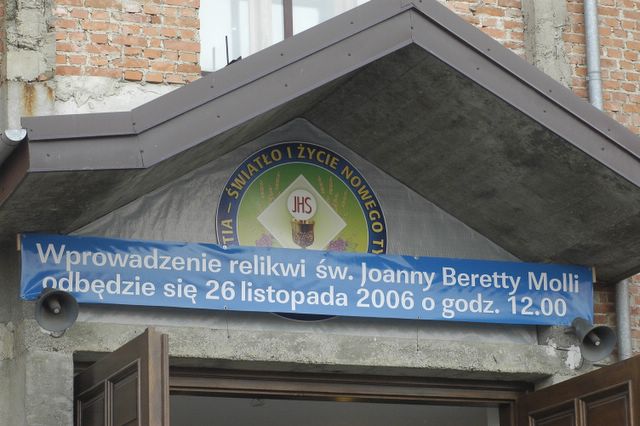 TIA – ŚWIATŁO I ŻYCIE NOWEGO TY
JHS
Wprowadzenie relikwi św. Joanny Beretty Molli
odbędzie się 26 listopada 2006 o godz. 12.00